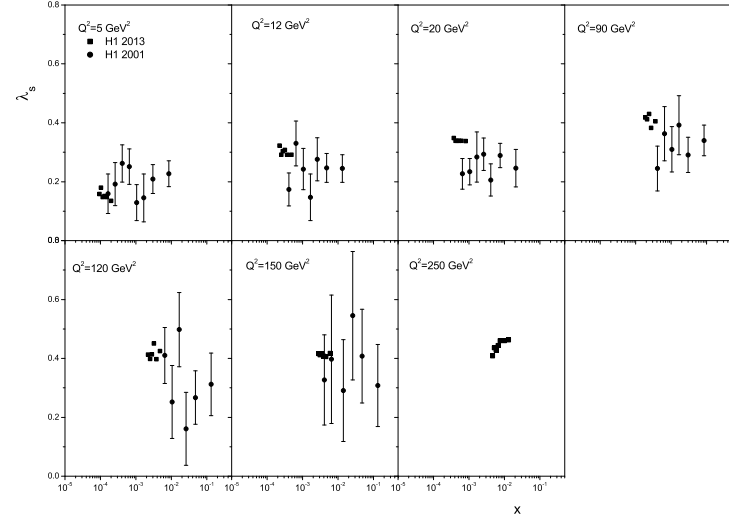 0.8
Q²=5 GeV²
Q²=12 GeV²
Q²=20 GeV²
Q²=90 GeV²
H1 2013
H1 2001
0.6
λs
0.4
0.2
0.8
Q²=120 GeV²
Q²=150 GeV²
Q²=250 GeV²
0.6
0.4
0.2
0.0
10⁻⁵ 10⁻⁴ 10⁻³ 10⁻² 10⁻¹ 10⁻⁵ 10⁻⁴ 10⁻³ 10⁻² 10⁻¹ 10⁻⁵ 10⁻⁴ 10⁻³ 10⁻² 10⁻¹ 10⁻⁵ 10⁻⁴ 10⁻³ 10⁻² 10⁻¹
x